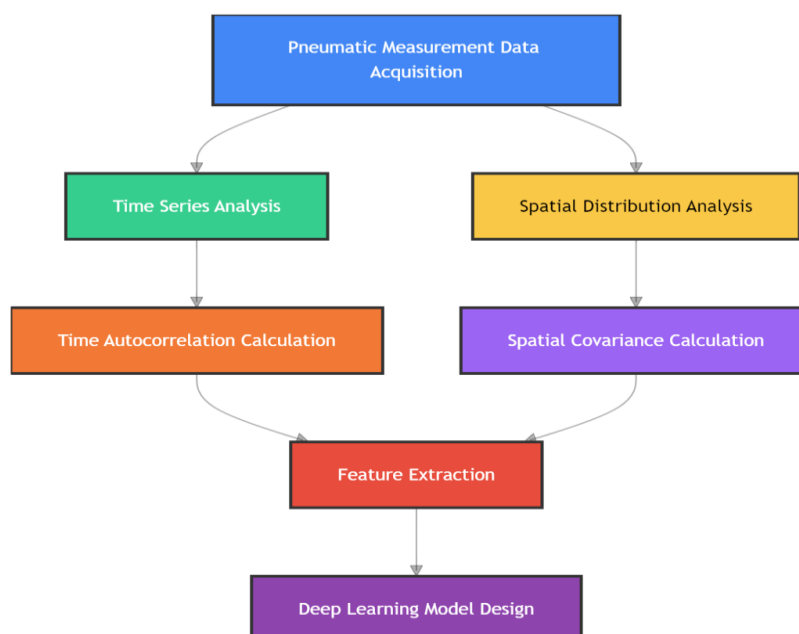 Pneumatic Measurement Data
Acquisition
Time Series Analysis
Spatial Distribution Analysis
Time Autocorrelation Calculation
Spatial Covariance Calculation
Feature Extraction
Deep Learning Model Design